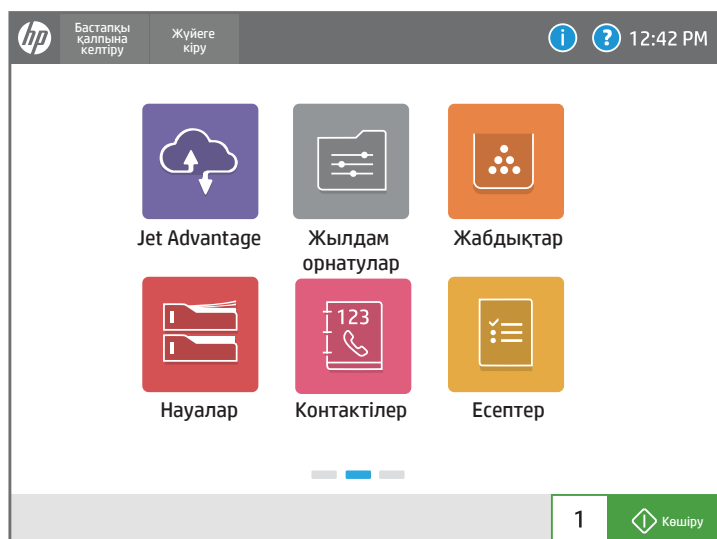 hp
Бастапқы
қалпына
келтіру
Жүйеге
кіру
i
?
12:42 PM
Jet Advantage
Жылдам
орнатулар
Жабдықтар
123
Науалар
Контактілер
Есептер
1
Көшіру